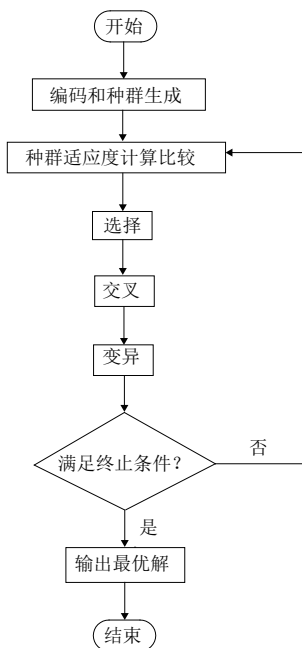 开始
编码和种群生成
种群适应度计算比较
选择
交叉
变异
满足终止条件？
否
是
输出最优解
结束